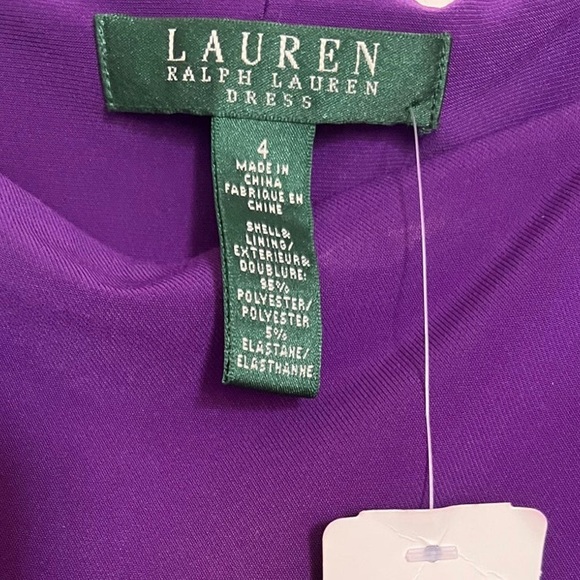 LAUREN
RALPH LAUREN
DRESS
4
MADE IN
CHINA
FABRIQUE EN
CHINE
SHELL&
LINING/
EXTERIEUR&
DOUBLURE:
95%
POLYESTER/
POLYESTER
5%
ELASTANE/
ELASTHANNE